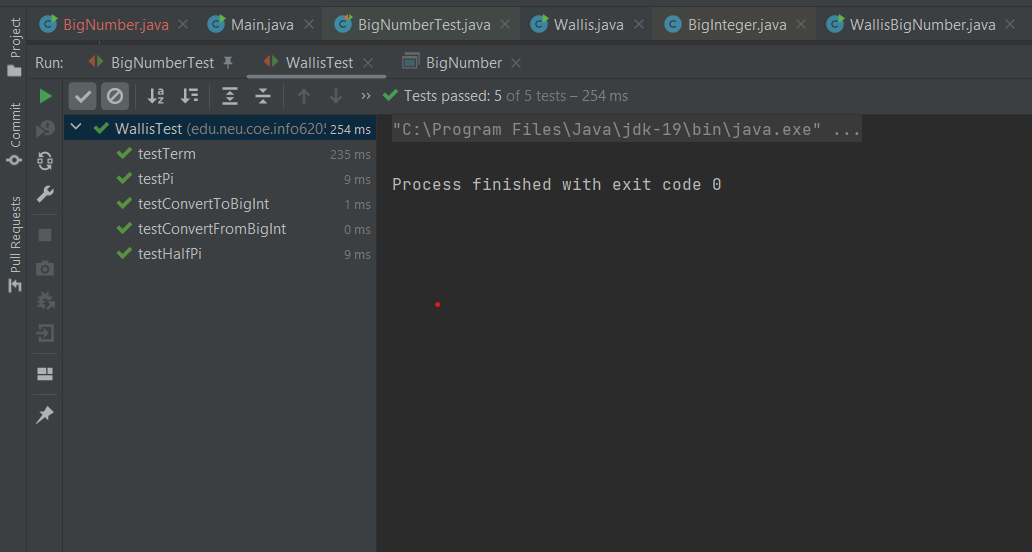 BigNumber.java Main.java BigNumberTest.java Wallis.java BigInteger.java WallisBigNumber.java
Project
Commit
Pull Requests
Run: BigNumberTest WallisTest BigNumber
Tests passed: 5 of 5 tests – 254 ms
WallisTest (edu.neu.coe.info6205 254 ms
testTerm 235 ms
testPi 9 ms
testConvertToBigInt 1 ms
testConvertFromBigInt 0 ms
testHalfPi 9 ms
"C:\Program Files\Java\jdk-19\bin\java.exe" ...
Process finished with exit code 0